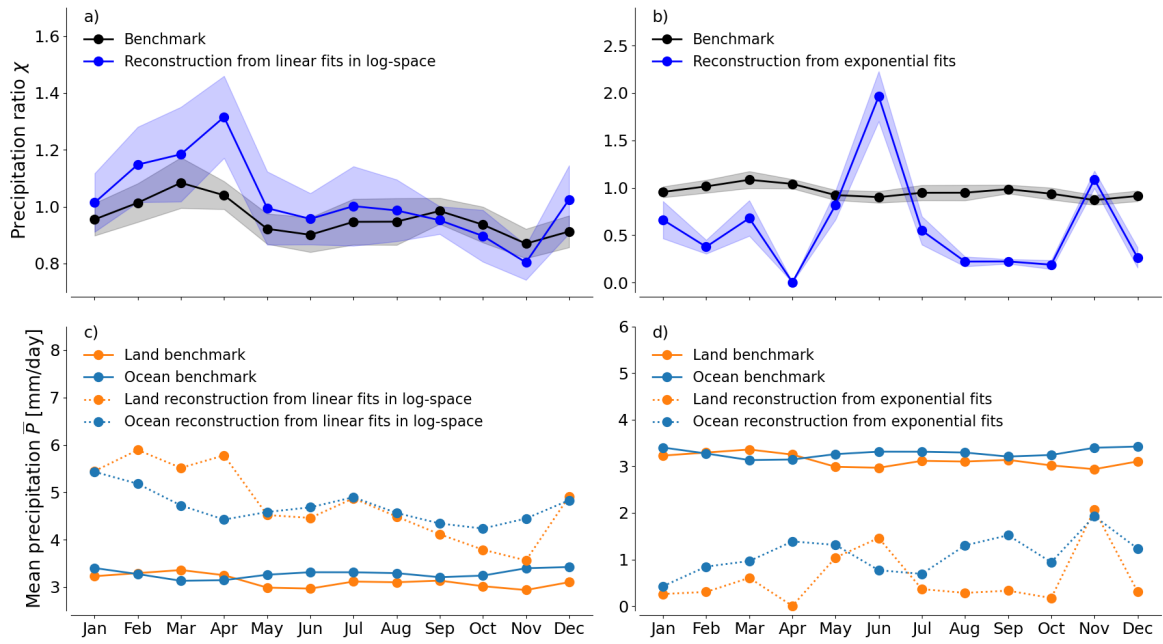 a)
Benchmark
Reconstruction from linear fits in log-space
Precipitation ratio χ
1.6
1.4
1.2
1.0
0.8
b)
Benchmark
Reconstruction from exponential fits
2.5
2.0
1.5
1.0
0.5
0.0
c)
Land benchmark
Ocean benchmark
Land reconstruction from linear fits in log-space
Ocean reconstruction from linear fits in log-space
Mean precipitation P̅ [mm/day]
8
7
6
5
4
3
Jan Feb Mar Apr May Jun Jul Aug Sep Oct Nov Dec
d)
Land benchmark
Ocean benchmark
Land reconstruction from exponential fits
Ocean reconstruction from exponential fits
6
5
4
3
2
1
0
Jan Feb Mar Apr May Jun Jul Aug Sep Oct Nov Dec